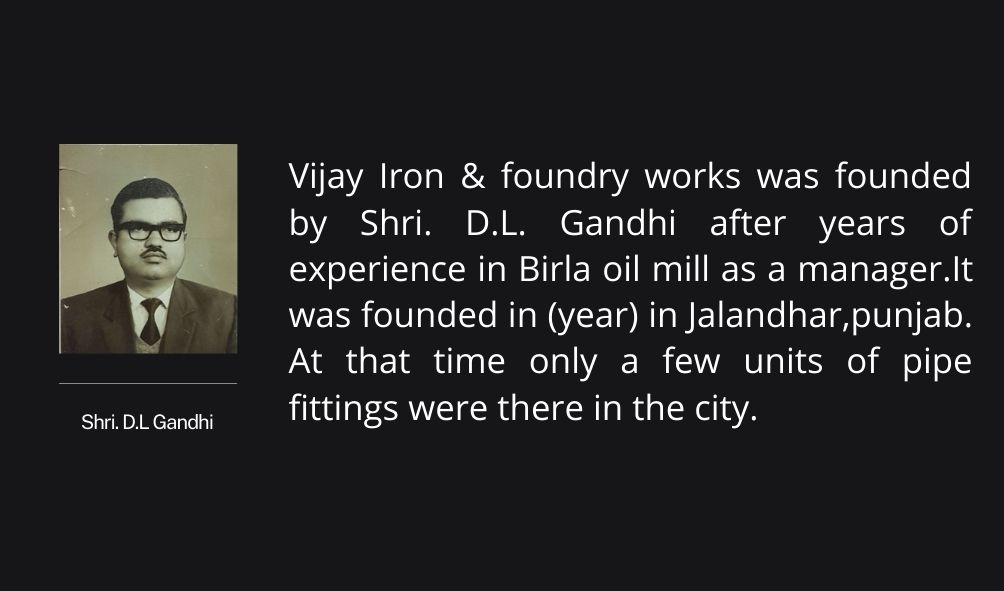 Vijay Iron & foundry works was founded
by Shri. D.L. Gandhi after years of
experience in Birla oil mill as a manager.It
was founded in (year) in Jalandhar,punjab.
At that time only a few units of pipe
fittings were there in the city.
Shri. D.L Gandhi